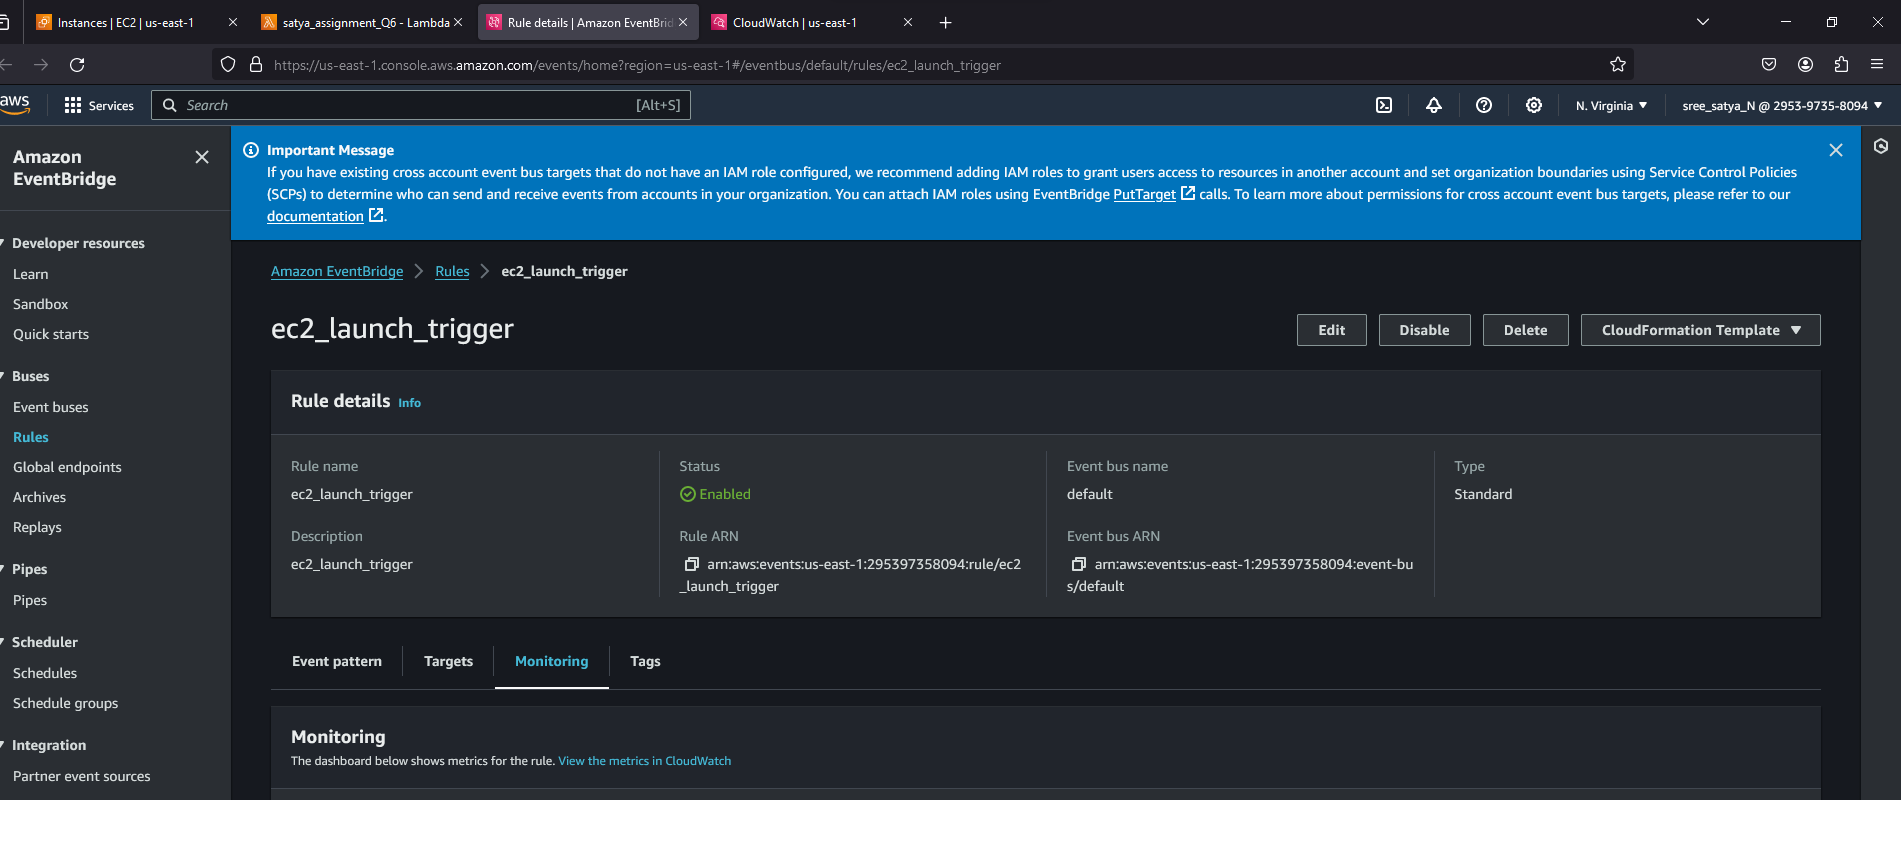 Instances | EC2 | us-east-1
satya_assignment_Q6 - Lambda
Rule details | Amazon EventBrid
CloudWatch | us-east-1
https://us-east-1.console.aws.amazon.com/events/home?region=us-east-1#/eventbus/default/rules/ec2_launch_trigger
aws
Services
Search
[Alt+S]
N. Virginia
sree_satya_N @ 2953-9735-8094
Amazon
EventBridge
Developer resources
Learn
Sandbox
Quick starts
Buses
Event buses
Rules
Global endpoints
Archives
Replays
Pipes
Pipes
Scheduler
Schedules
Schedule groups
Integration
Partner event sources
Important Message
If you have existing cross account event bus targets that do not have an IAM role configured, we recommend adding IAM roles to grant users access to resources in another account and set organization boundaries using Service Control Policies
(SCPs) to determine who can send and receive events from accounts in your organization. You can attach IAM roles using EventBridge PutTarget calls. To learn more about permissions for cross account event bus targets, please refer to our
documentation.
Amazon EventBridge
Rules
ec2_launch_trigger
ec2_launch_trigger
Edit
Disable
Delete
CloudFormation Template
Rule details Info
Rule name
ec2_launch_trigger
Description
ec2_launch_trigger
Status
Enabled
Rule ARN
arn:aws:events:us-east-1:295397358094:rule/ec2
_launch_trigger
Event bus name
default
Event bus ARN
arn:aws:events:us-east-1:295397358094:event-bu
s/default
Type
Standard
Event pattern
Targets
Monitoring
Tags
Monitoring
The dashboard below shows metrics for the rule. View the metrics in CloudWatch